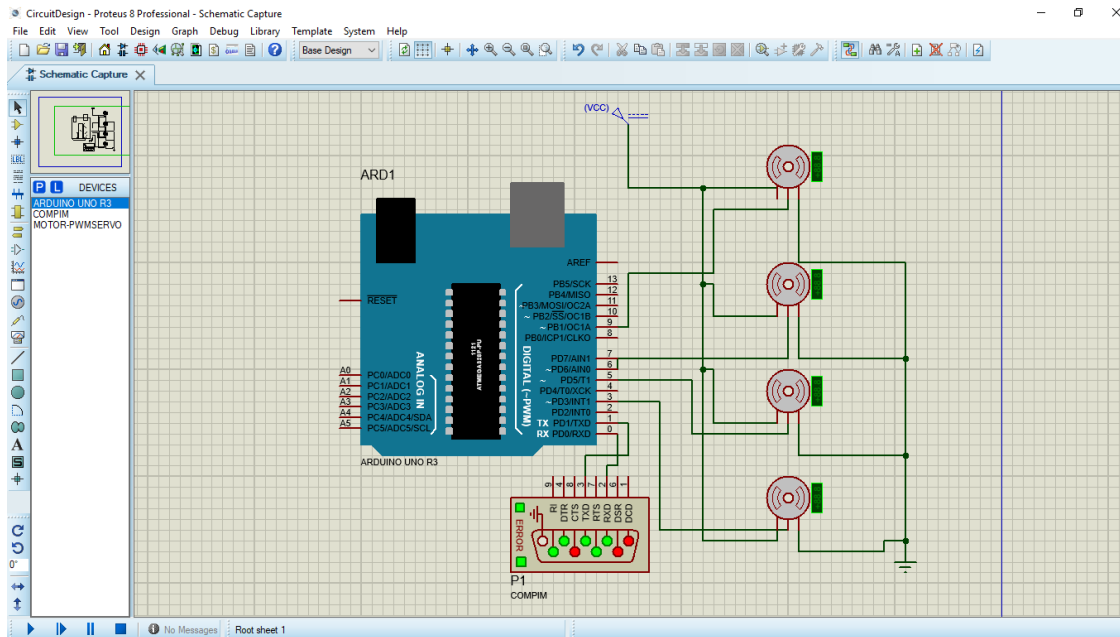 CircuitDesign - Proteus 8 Professional - Schematic Capture
File Edit View Tool Design Graph Debug Library Template System Help
Base Design
Schematic Capture
P L DEVICES
ARDUINO UNO R3
COMPIM
MOTOR-PWMSERVO
LBL
A
S
0°
(VCC)
ARD1
AREF
RESET
PB5/SCK 13
PB4/MISO 12
~PB3/MOSI/OC2A 11
~ PB2/SS/OC1B 10
~ PB1/OC1A 9
PB0/ICP1/CLKO 8
PD7/AIN1 7
~PD6/AIN0 6
~ PD5/T1 5
PD4/T0/XCK 4
~PD3/INT1 3
PD2/INT0 2
TX PD1/TXD 1
RX PD0/RXD 0
DIGITAL (~PWM)
ANALOG IN
1121
A0 PC0/ADC0
A1 PC1/ADC1
A2 PC2/ADC2
A3 PC3/ADC3
A4 PC4/ADC4/SDA
A5 PC5/ADC5/SCL
ARDUINO UNO R3
9 4 8 3 7 2 6 1
RI DTR CTS TXD RTS RXD DSR DCD
ERROR
P1
COMPIM
No Messages Root sheet 1